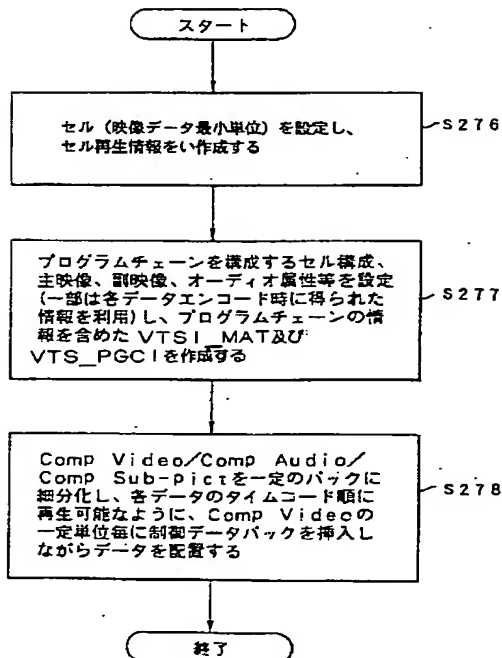 スタート
セル(映像データ最小単位)を設定し、
セル再生情報をい作成する
S276
プログラムチェーンを構成するセル構成、
主映像、副映像、オーディオ属性等を設定
(一部は各データエンコード時に得られた
情報を利用)し、プログラムチェーンの情
報を含めた VTSI_MAT及び
VTS_PGCIを作成する
S277
Comp Video/Comp Audio/
Comp Sub-pictを一定のパックに
細分化し、各データのタイムコード順に
再生可能なように、Comp Videoの
一定単位毎に制御データパックを挿入し
ながらデータを配置する
S278
終了